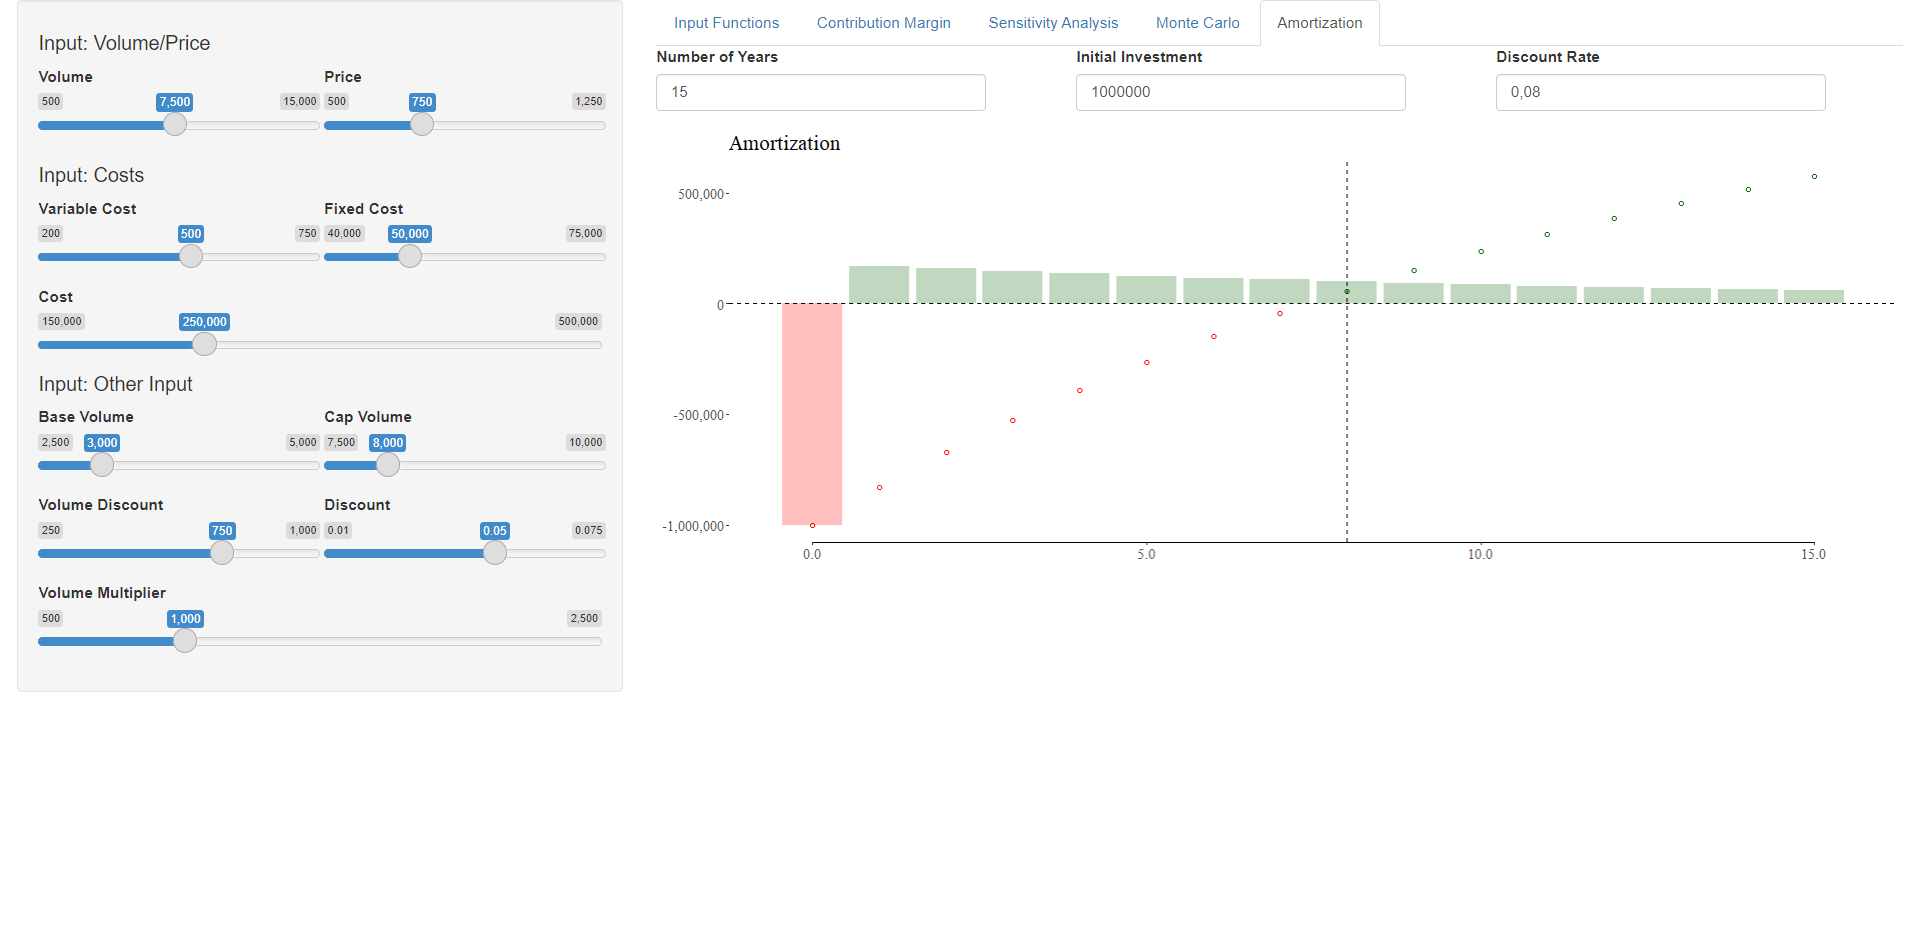 Input Functions Contribution Margin Sensitivity Analysis Monte Carlo Amortization
Input: Volume/Price
Volume Price
500 7,500 15,000 500 750 1,250
Input: Costs
Variable Cost Fixed Cost
200 500 750 40,000 50,000 75,000
Cost
150,000 250,000 500,000
Input: Other Input
Base Volume Cap Volume
2,500 3,000 5,000 7,500 8,000 10,000
Volume Discount Discount
250 750 1,000 0.01 0.05 0.075
Volume Multiplier
500 1,000 2,500
Number of Years Initial Investment Discount Rate
15 1000000 0,08
Amortization
500,000
0
-500,000
-1,000,000
0.0 5.0 10.0 15.0